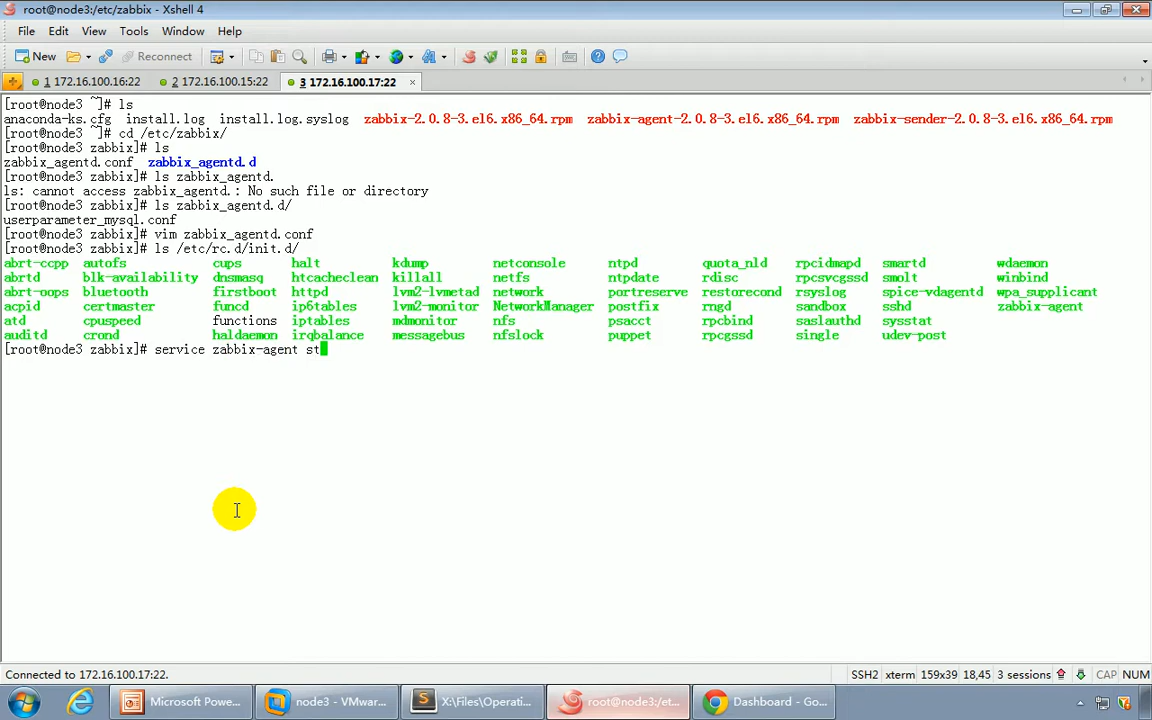 root@node3:/etc/zabbix - Xshell 4
File Edit View Tools Window Help
New Reconnect
1 172.16.100.16:22 2 172.16.100.15:22 3 172.16.100.17:22 ×
[root@node3 ~]# ls
anaconda-ks.cfg install.log install.log.syslog zabbix-2.0.8-3.el6.x86_64.rpm zabbix-agent-2.0.8-3.el6.x86_64.rpm zabbix-sender-2.0.8-3.el6.x86_64.rpm
[root@node3 ~]# cd /etc/zabbix/
[root@node3 zabbix]# ls
zabbix_agentd.conf zabbix_agentd.d
[root@node3 zabbix]# ls zabbix_agentd.
ls: cannot access zabbix_agentd.: No such file or directory
[root@node3 zabbix]# ls zabbix_agentd.d/
userparameter_mysql.conf
[root@node3 zabbix]# vim zabbix_agentd.conf
[root@node3 zabbix]# ls /etc/rc.d/init.d/
abrt-ccpp autofs cups halt kdump netconsole ntpd quota_nld rpcidmapd smartd wdaemon
abrtd blk-availability dnsmasq htcacheclean killall netfs ntpdate rdisc rpcsvcgssd smolt winbind
abrt-oops bluetooth firstboot httpd lvm2-lvmetad network portreserve restorecond rsyslog spice-vdagentd wpa_supplicant
acpid certmaster funcd ip6tables lvm2-monitor NetworkManager postfix rngd sandbox sshd zabbix-agent
atd cpuspeed functions iptables mdmonitor nfs psacct rpcbind saslauthd sysstat
auditd crond haldaemon irqbalance messagebus nfslock puppet rpcgssd single udev-post
[root@node3 zabbix]# service zabbix-agent st
Connected to 172.16.100.17:22. SSH2 xterm 159x39 18,45 3 sessions CAP NUM
Microsoft Powe... node3 - VMwar... X:\Files\Operati... root@node3:/et... Dashboard - Go...